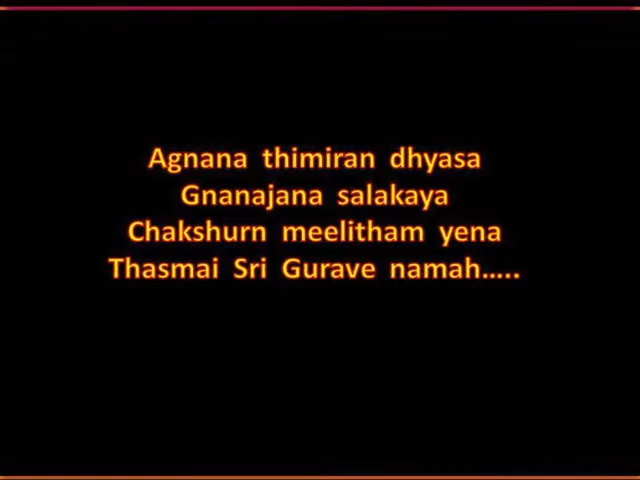 Agnana thimiran dhyasa
Gnanajana salakaya
Chakshurn meelitham yena
Thasmai Sri Gurave namah…..